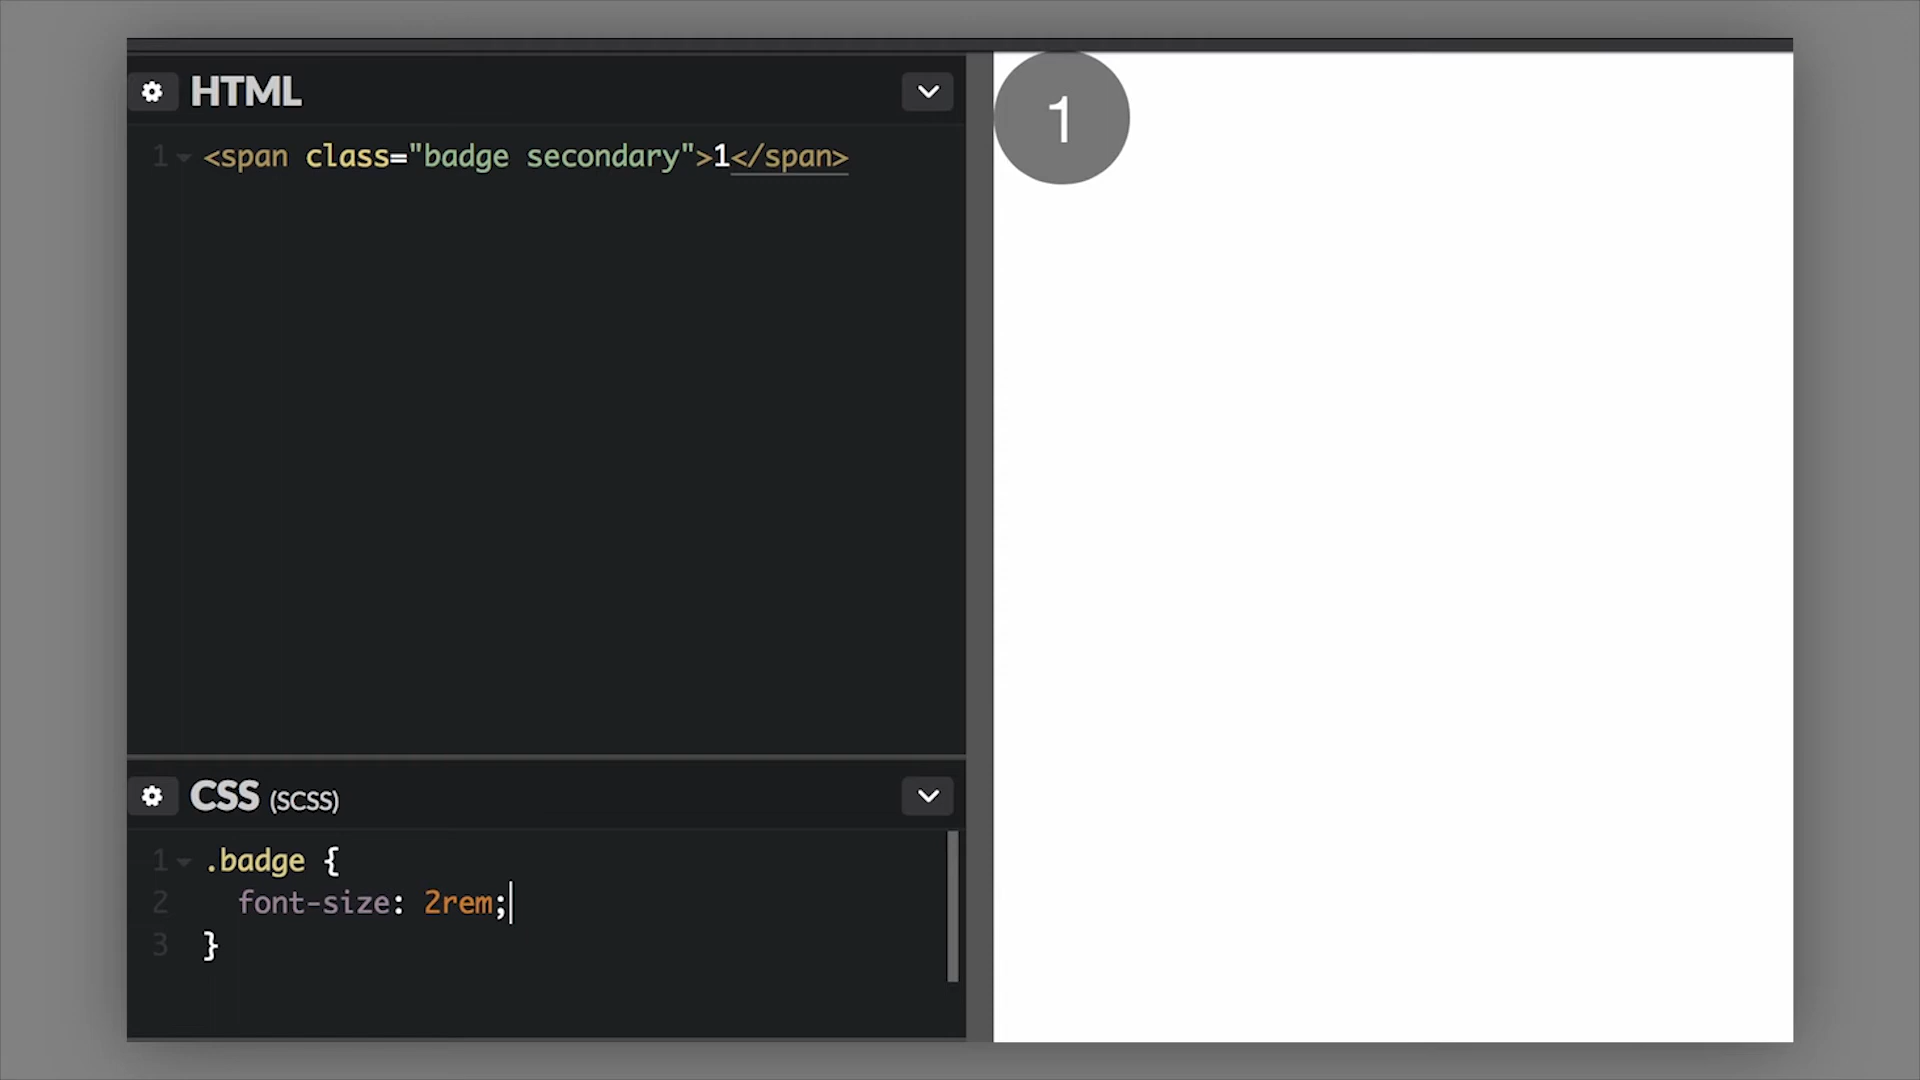 HTML
1 <span class="badge secondary">1</span>
1
CSS (SCSS)
1 .badge {
2 font-size: 2rem;
3 }